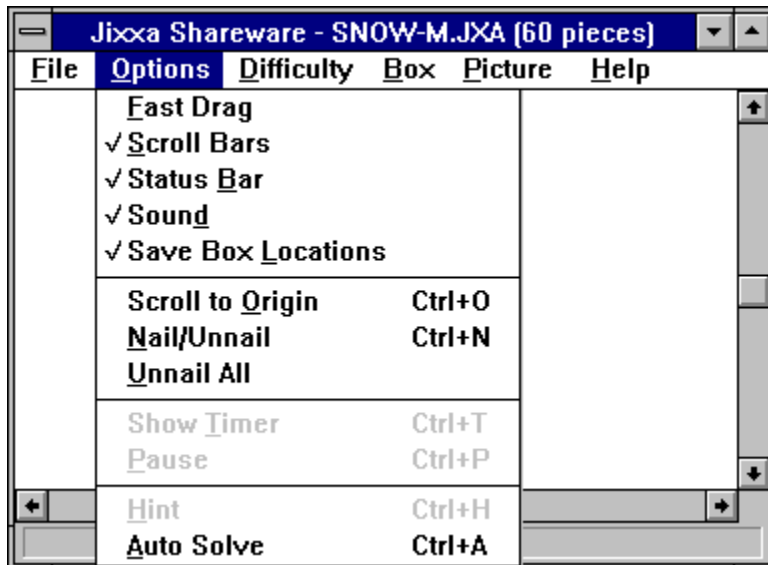 Jixxa Shareware - SNOW-M.JXA (60 pieces)
File Options Difficulty Box Picture Help
Fast Drag
√ Scroll Bars
√ Status Bar
√ Sound
√ Save Box Locations
Scroll to Origin Ctrl+O
Nail/Unnail Ctrl+N
Unnail All
Show Timer Ctrl+T
Pause Ctrl+P
Hint Ctrl+H
Auto Solve Ctrl+A